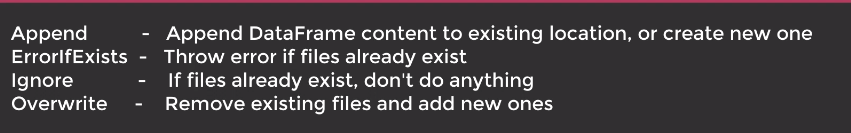 Append - Append DataFrame content to existing location, or create new one
ErrorIfExists - Throw error if files already exist
Ignore - If files already exist, don't do anything
Overwrite - Remove existing files and add new ones